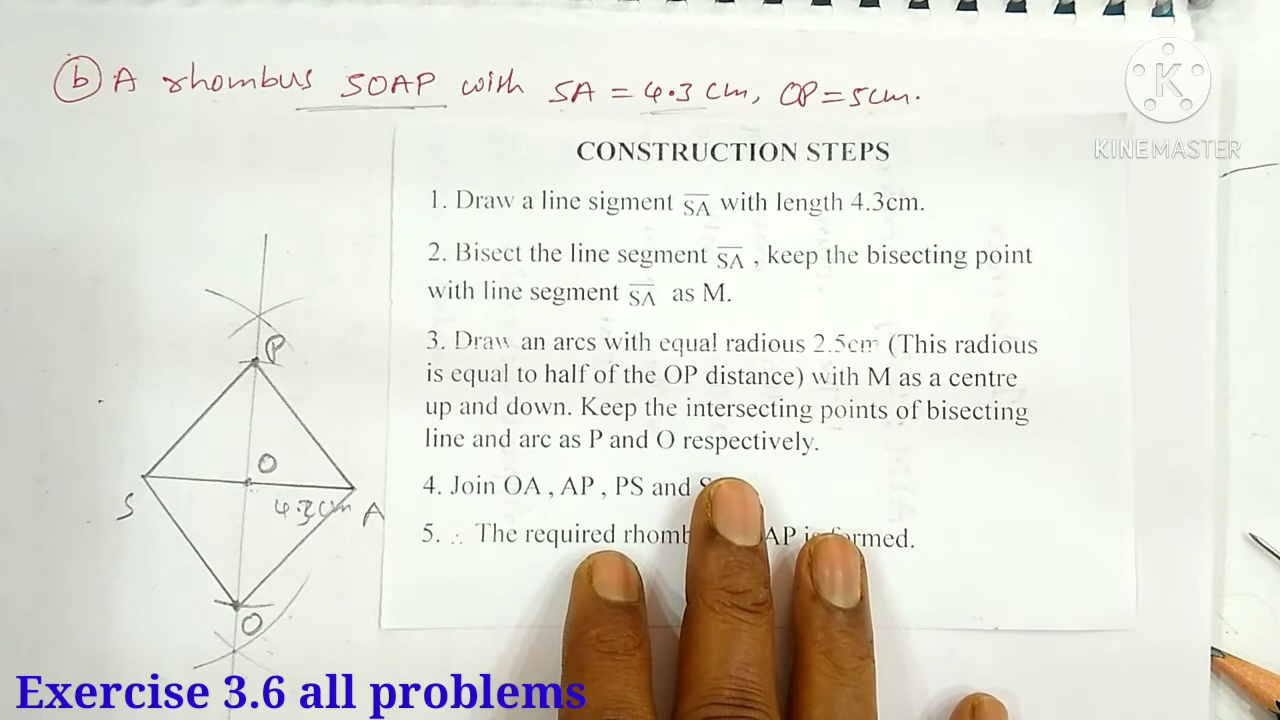 b A rhombus SOAP with SA = 4.3 cm, OP = 5cm.
K
KINEMASTER
CONSTRUCTION STEPS
1. Draw a line sigment SA with length 4.3cm.
2. Bisect the line segment SA , keep the bisecting point
with line segment SA as M.
3. Draw an arcs with equal radious 2.5cm (This radious
is equal to half of the OP distance) with M as a centre
up and down. Keep the intersecting points of bisecting
line and arc as P and O respectively.
4. Join OA , AP , PS and
5. ∴ The required AP is formed.
P
O
S
4.3cm A
O
Exercise 3.6 all problems